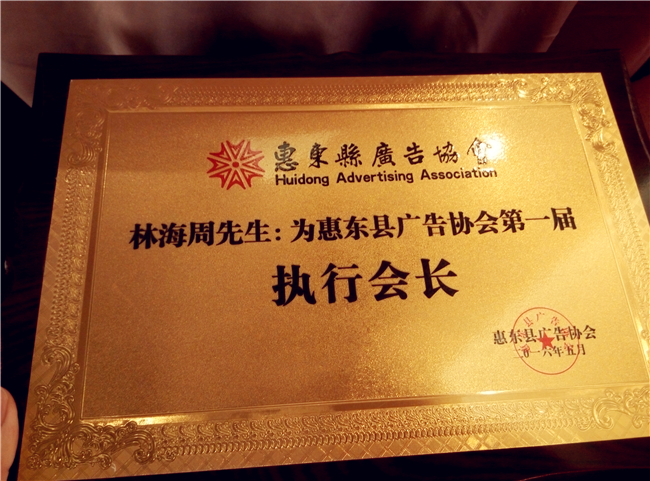 惠東縣廣告協會
Huidong Advertising Association
林海周先生：为惠东县广告协会第一届
执行会长
惠东县广告协会
二〇一六年五月